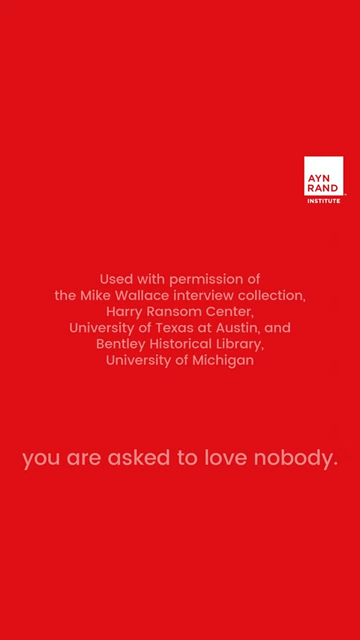 AYN
RAND
INSTITUTE
Used with permission of
the Mike Wallace interview collection,
Harry Ransom Center,
University of Texas at Austin, and
Bentley Historical Library,
University of Michigan
you are asked to love nobody.